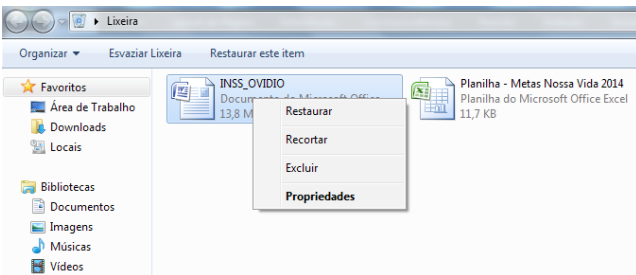 Lixeira
Organizar Esvaziar Lixeira Restaurar este item
Favoritos
Área de Trabalho
Downloads
Locais
Bibliotecas
Documentos
Imagens
Músicas
Vídeos
INSS_OVIDIO
Documento do Microsoft Office
13,8 M
Restaurar
Recortar
Excluir
Propriedades
Planilha - Metas Nossa Vida 2014
Planilha do Microsoft Office Excel
11,7 KB